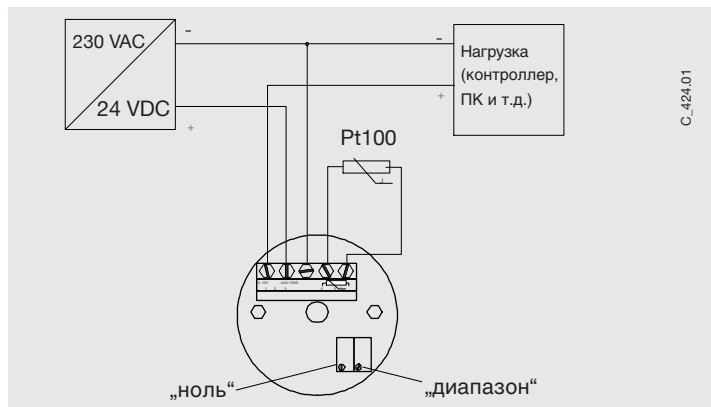 230 VAC
-
24 VDC
+
-
+
Нагрузка
(контроллер,
ПК и т.д.)
C_424.01
Pt100
„ноль“
„диапазон“